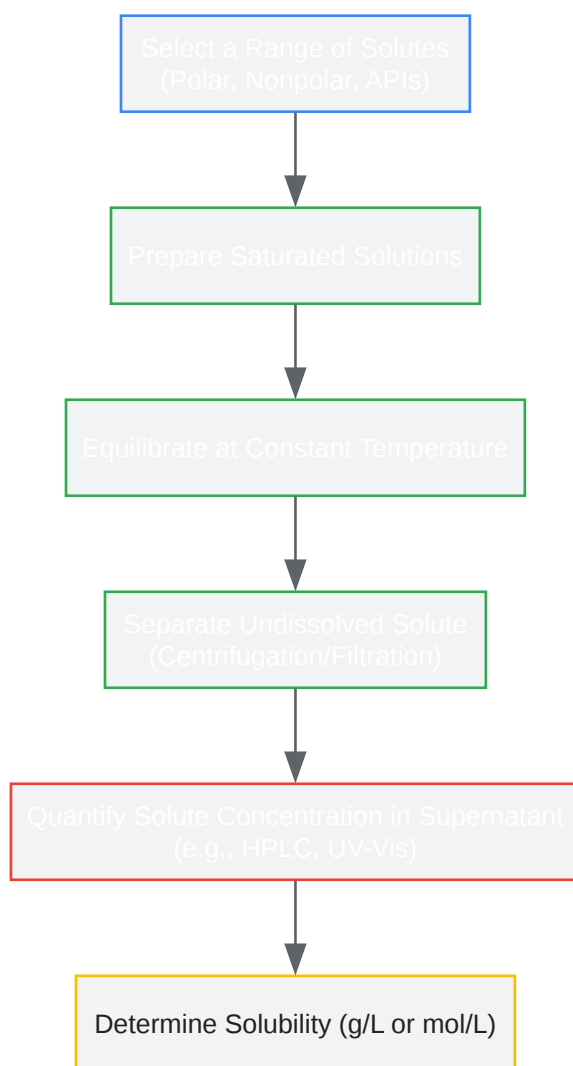 Select a Range of Solutes
(Polar, Nonpolar, APIs)
Prepare Saturated Solutions
Equilibrate at Constant Temperature
Separate Undissolved Solute
(Centrifugation/Filtration)
Quantify Solute Concentration in Supernatant
(e.g., HPLC, UV-Vis)
Determine Solubility (g/L or mol/L)